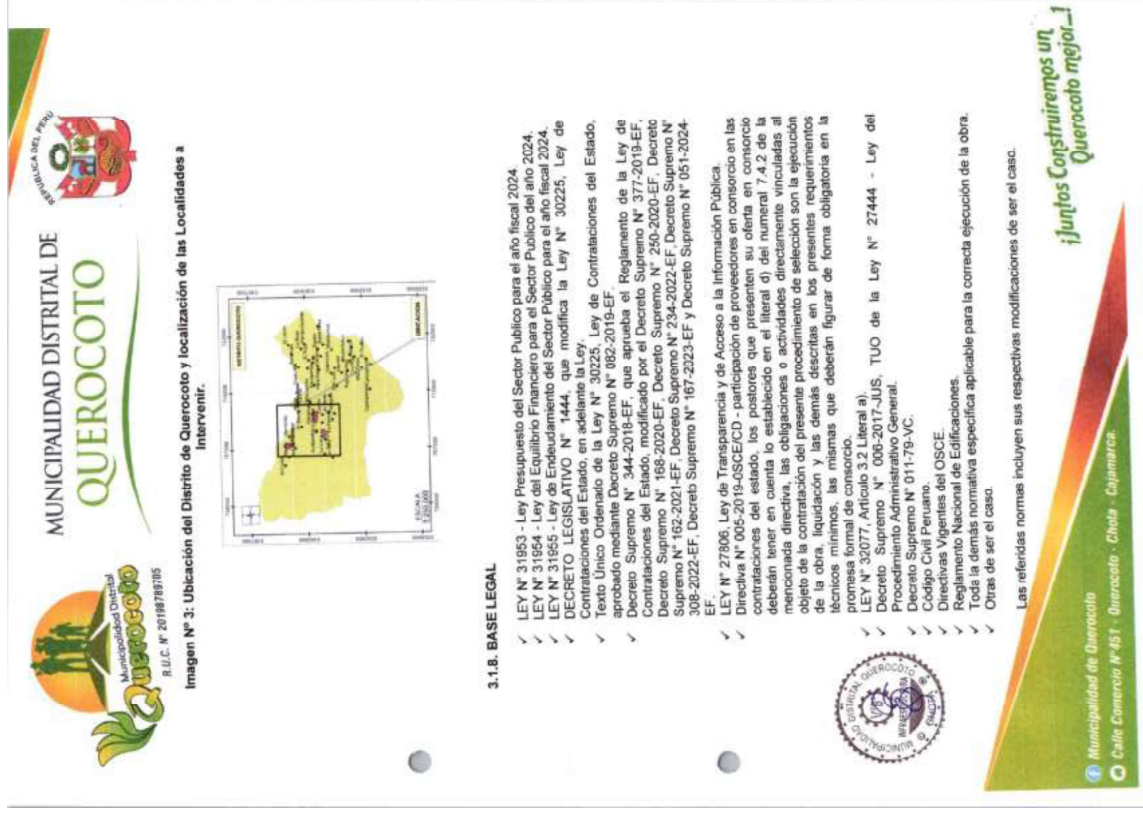 MUNICIPALIDAD DISTRITAL DE
QUEROCOTO
REPÚBLICA DEL PERÚ
Municipalidad Distrital
Querocoto
R.U.C. N° 20198789705
Imagen Nº 3: Ubicación del Distrito de Querocoto y localización de las Localidades a
Intervenir.
DISTRITO QUEROCOTO
UBICACIÓN
ESCALA
3.1.8. BASE LEGAL
✓ LEY N° 31953 - Ley Presupuesto del Sector Publico para el año fiscal 2024.
✓ LEY N° 31954 - Ley del Equilibrio Financiero para el Sector Publico del año 2024.
✓ LEY N° 31955 - Ley de Endeudamiento del Sector Público para el año fiscal 2024.
✓ DECRETO LEGISLATIVO N° 1444, que modifica la Ley N° 30225, Ley de
Contrataciones del Estado, en adelante la Ley.
✓ Texto Único Ordenado de la Ley N° 30225, Ley de Contrataciones del Estado,
aprobado mediante Decreto Supremo N° 082-2019-EF.
✓ Decreto Supremo N° 344-2018-EF, que aprueba el Reglamento de la Ley de
Contrataciones del Estado, modificado por el Decreto Supremo N° 377-2019-EF,
Decreto Supremo N° 168-2020-EF, Decreto Supremo N° 250-2020-EF, Decreto
Supremo N° 162-2021-EF, Decreto Supremo N° 234-2022-EF, Decreto Supremo N°
308-2022-EF, Decreto Supremo N° 167-2023-EF y Decreto Supremo N° 051-2024-
EF.
✓ LEY N° 27806, Ley de Transparencia y de Acceso a la Información Pública.
✓ Directiva N° 005-2019-OSCE/CD - participación de proveedores en consorcio en las
contrataciones del estado, los postores que presenten su oferta en consorcio
deberán tener en cuenta lo establecido en el literal d) del numeral 7.4.2 de la
mencionada directiva, las obligaciones o actividades directamente vinculadas al
objeto de la contratación del presente procedimiento de selección son la ejecución
de la obra, liquidación y las demás descritas en los presentes requerimientos
técnicos mínimos, las mismas que deberán figurar de forma obligatoria en la
promesa formal de consorcio.
✓ LEY N° 32077, Artículo 3.2 Literal a).
✓ Decreto Supremo N° 006-2017-JUS, TUO de la Ley N° 27444 - Ley del
Procedimiento Administrativo General.
✓ Decreto Supremo N° 011-79-VC.
✓ Código Civil Peruano.
✓ Directivas Vigentes del OSCE.
✓ Reglamento Nacional de Edificaciones.
✓ Toda la demás normativa específica aplicable para la correcta ejecución de la obra.
✓ Otras de ser el caso.
Las referidas normas incluyen sus respectivas modificaciones de ser el caso.
MUNICIPALIDAD DISTRITAL QUEROCOTO
¡Juntos Construiremos un
Querocoto mejor...!
Municipalidad de Querocoto
Calle Comercio N°451 - Querocoto - Chota - Cajamarca.